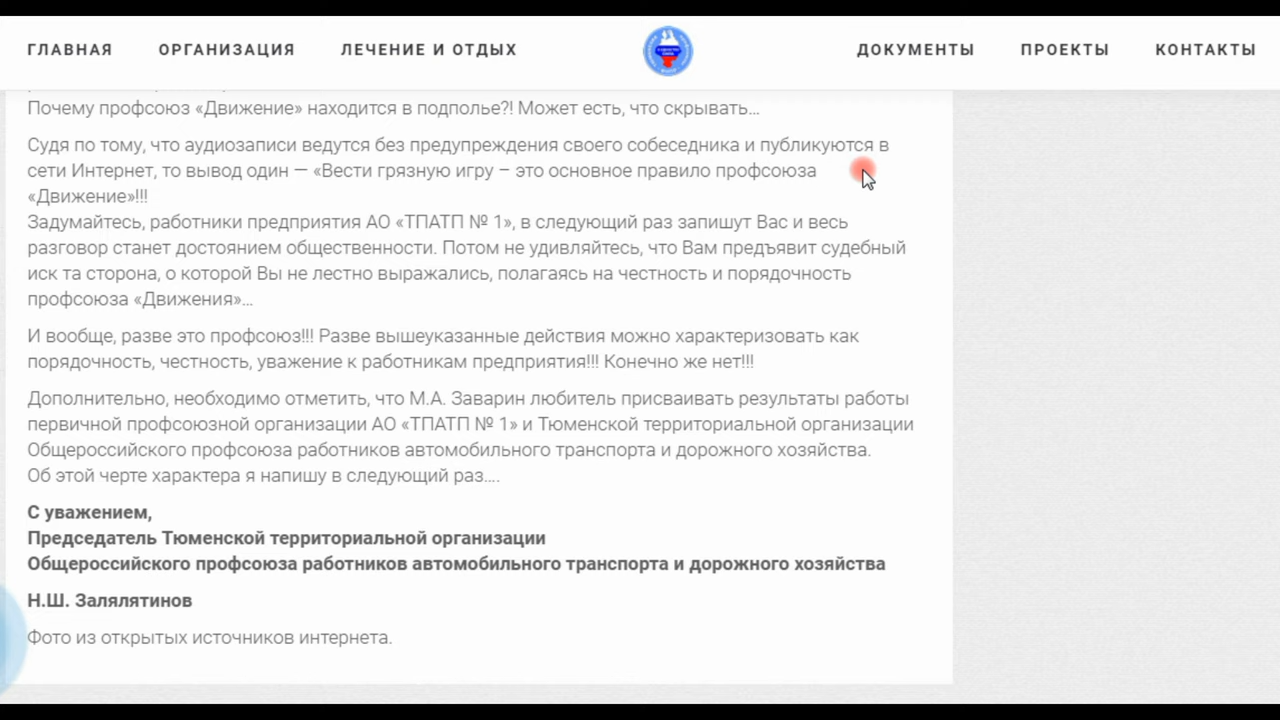 ГЛАВНАЯ ОРГАНИЗАЦИЯ ЛЕЧЕНИЕ И ОТДЫХ ДОКУМЕНТЫ ПРОЕКТЫ КОНТАКТЫ
Почему профсоюз «Движение» находится в подполье?! Может есть, что скрывать…
Судя по тому, что аудиозаписи ведутся без предупреждения своего собеседника и публикуются в
сети Интернет, то вывод один — «Вести грязную игру – это основное правило профсоюза
«Движение»!!!
Задумайтесь, работники предприятия АО «ТПАТП № 1», в следующий раз запишут Вас и весь
разговор станет достоянием общественности. Потом не удивляйтесь, что Вам предъявит судебный
иск та сторона, о которой Вы не лестно выражались, полагаясь на честность и порядочность
профсоюза «Движения»…
И вообще, разве это профсоюз!!! Разве вышеуказанные действия можно характеризовать как
порядочность, честность, уважение к работникам предприятия!!! Конечно же нет!!!
Дополнительно, необходимо отметить, что М.А. Заварин любитель присваивать результаты работы
первичной профсоюзной организации АО «ТПАТП № 1» и Тюменской территориальной организации
Общероссийского профсоюза работников автомобильного транспорта и дорожного хозяйства.
Об этой черте характера я напишу в следующий раз….
С уважением,
Председатель Тюменской территориальной организации
Общероссийского профсоюза работников автомобильного транспорта и дорожного хозяйства
Н.Ш. Залялятинов
Фото из открытых источников интернета.